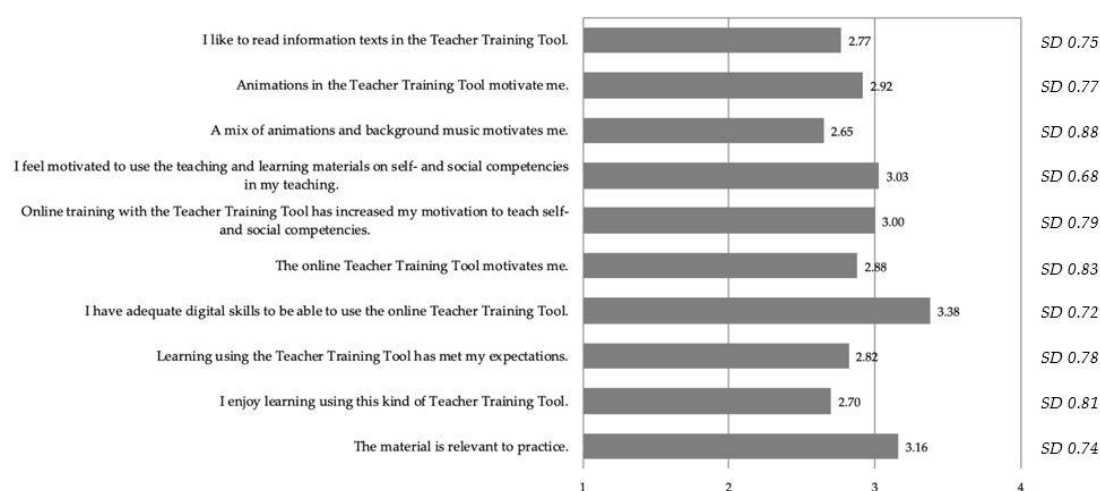 I like to read information texts in the Teacher Training Tool. 2.77 SD 0.75
Animations in the Teacher Training Tool motivate me. 2.92 SD 0.77
A mix of animations and background music motivates me. 2.65 SD 0.88
I feel motivated to use the teaching and learning materials on self- and social competencies
in my teaching. 3.03 SD 0.68
Online training with the Teacher Training Tool has increased my motivation to teach self-
and social competencies. 3.00 SD 0.79
The online Teacher Training Tool motivates me. 2.88 SD 0.83
I have adequate digital skills to be able to use the online Teacher Training Tool. 3.38 SD 0.72
Learning using the Teacher Training Tool has met my expectations. 2.82 SD 0.78
I enjoy learning using this kind of Teacher Training Tool. 2.70 SD 0.81
The material is relevant to practice. 3.16 SD 0.74
1 2 3 4